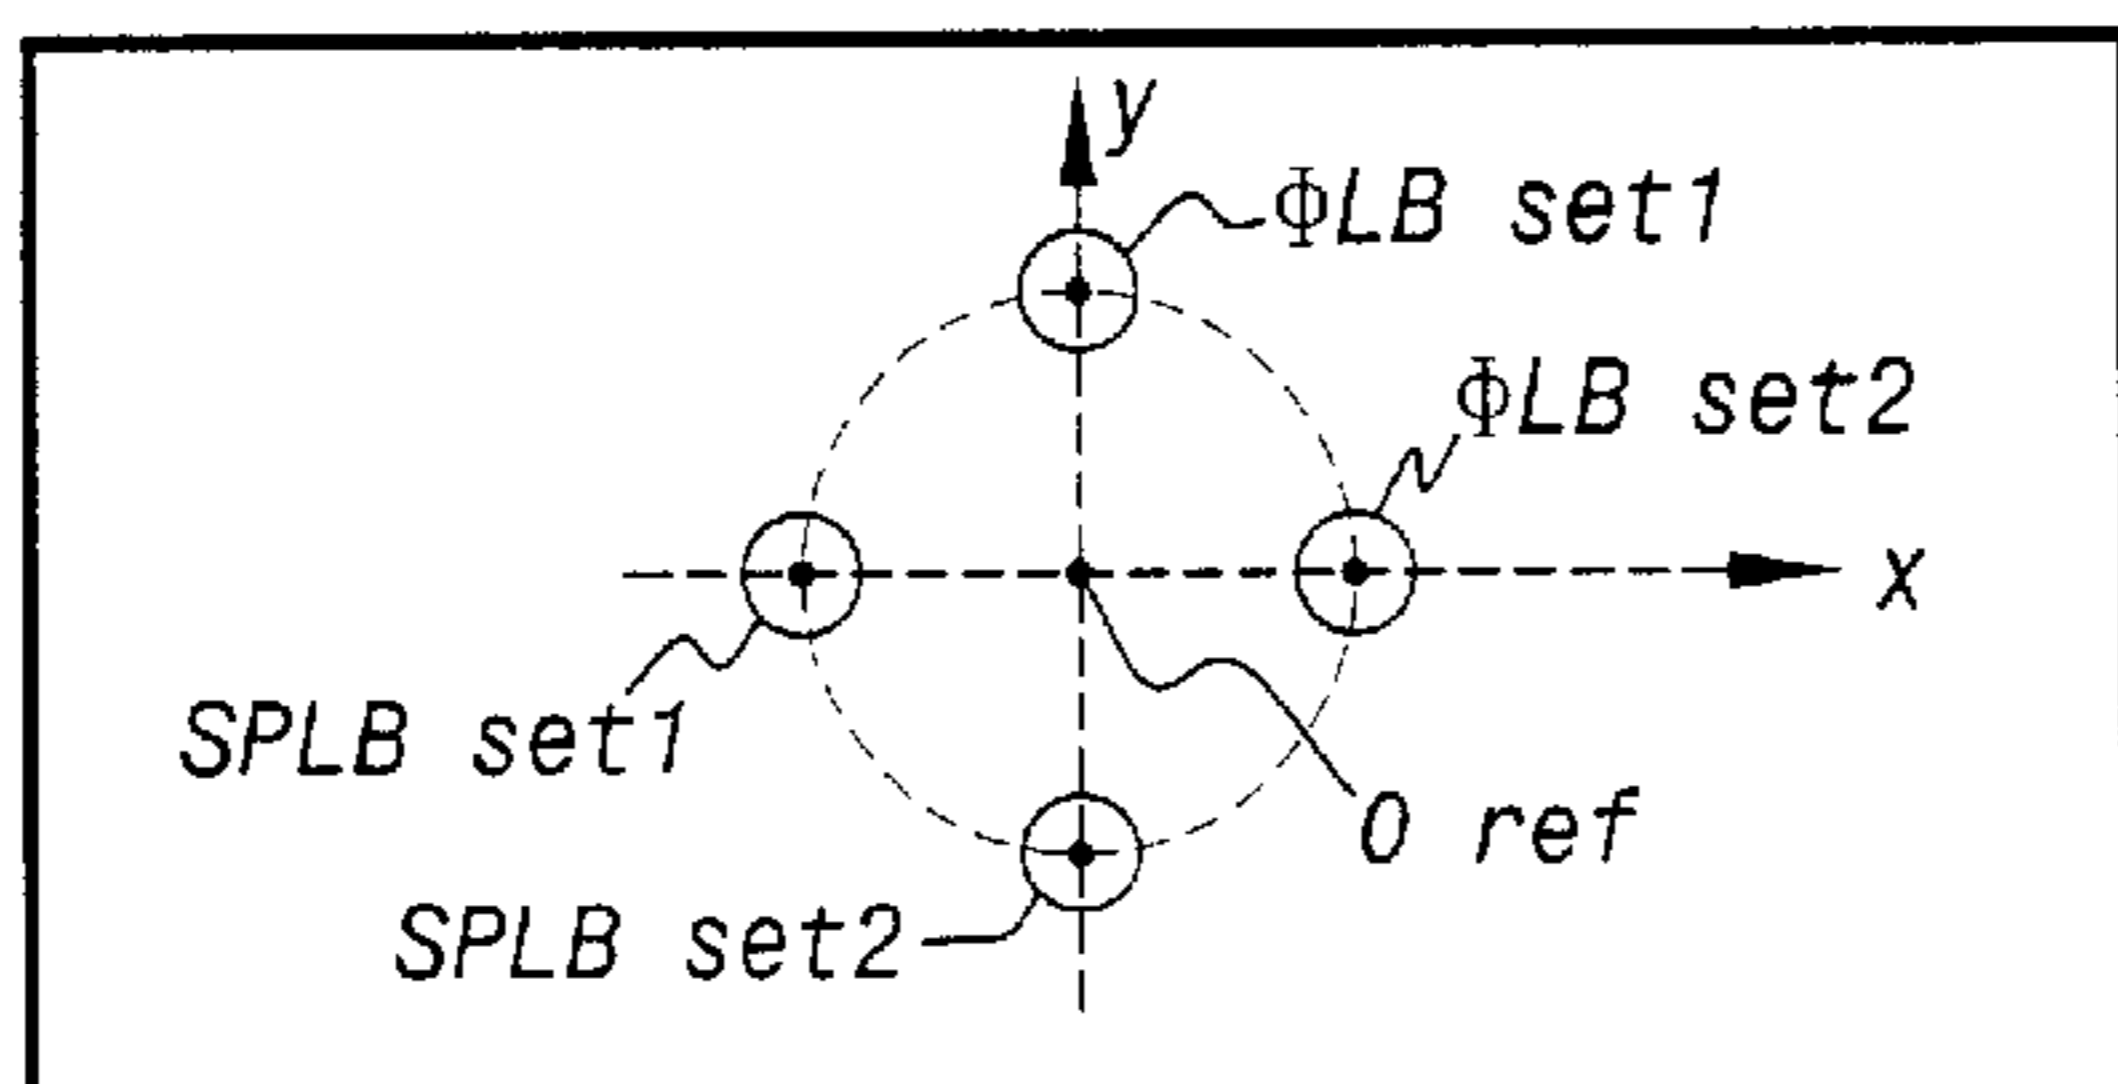 y
ΦLB set1
ΦLB set2
x
SPLB set1
0 ref
SPLB set2